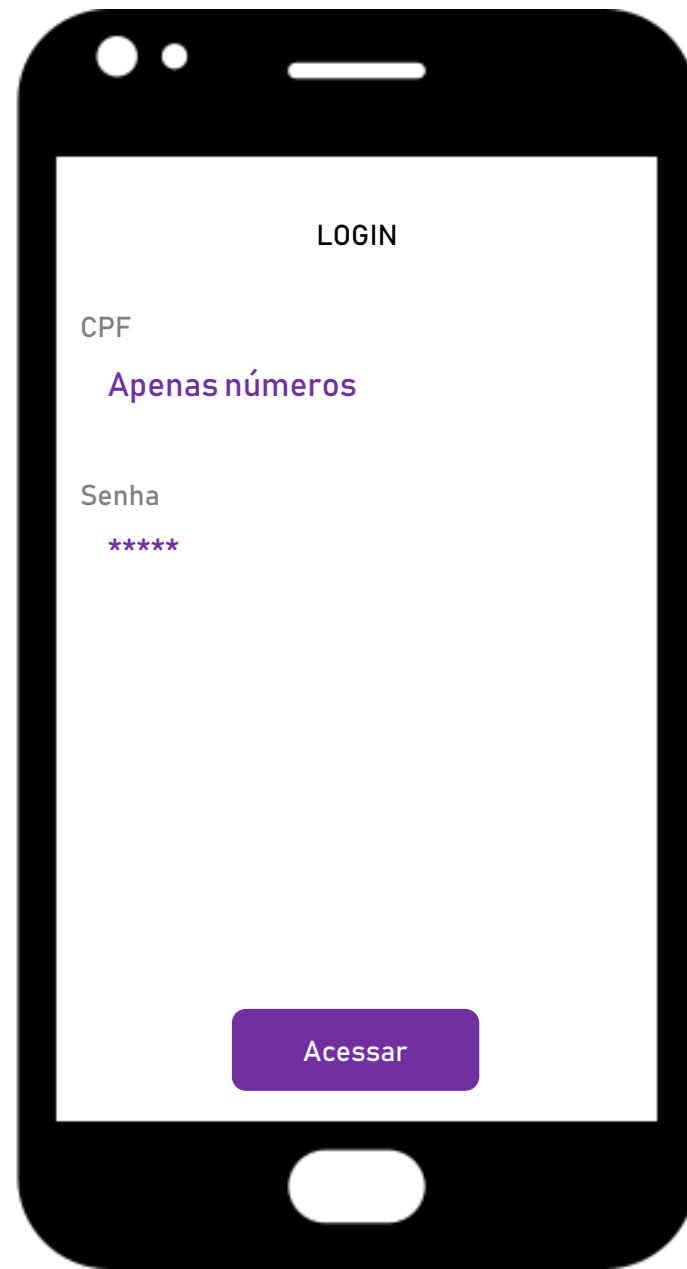 LOGIN
CPF
Apenas números
Senha
*****
Acessar